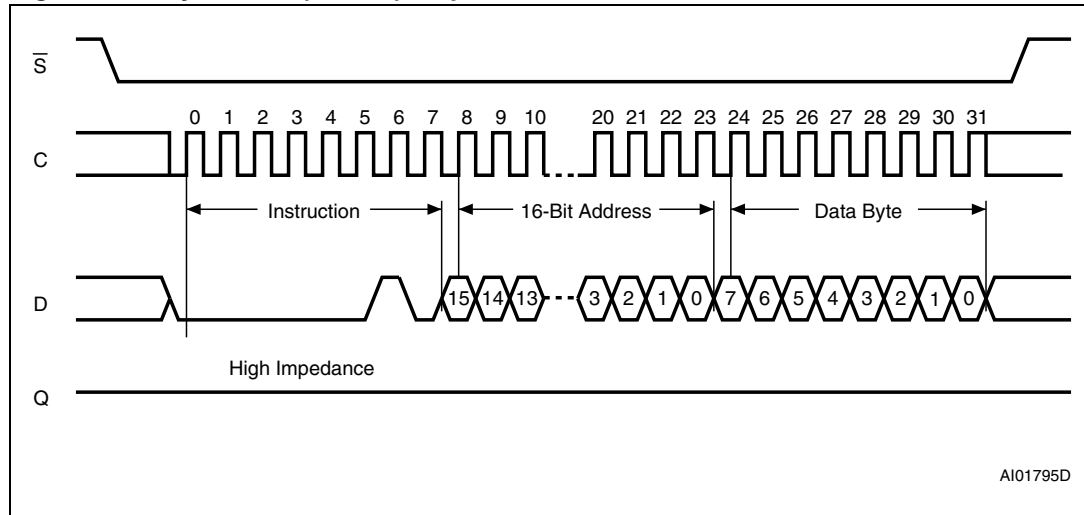 S
0 1 2 3 4 5 6 7 8 9 10 20 21 22 23 24 25 26 27 28 29 30 31
C
Instruction 16-Bit Address Data Byte
D
15 14 13 3 2 1 0 7 6 5 4 3 2 1 0
High Impedance
Q
AI01795D